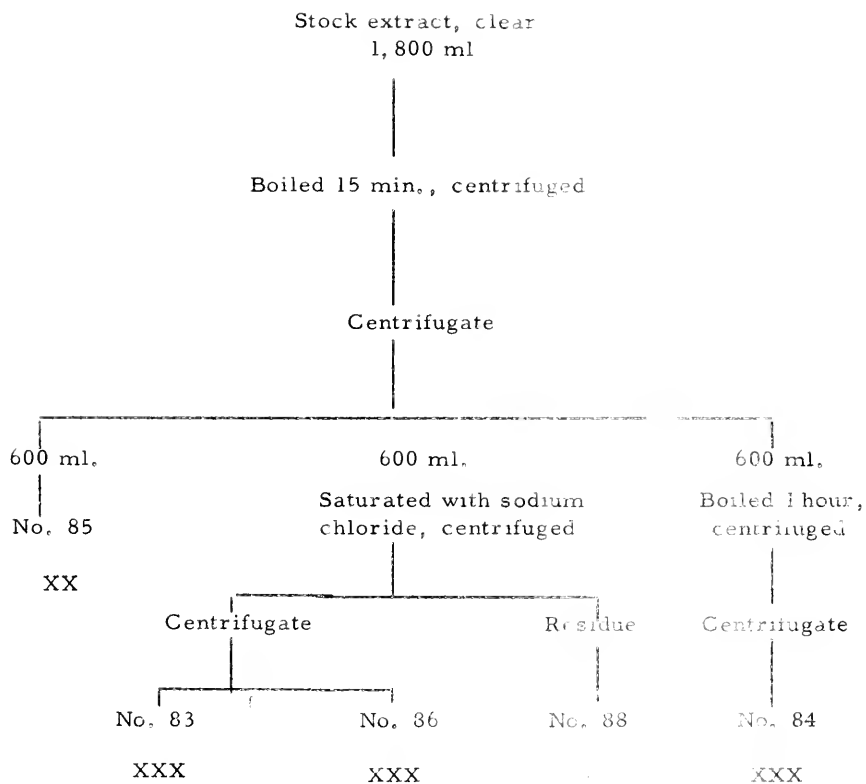 Stock extract, clear
1,800 ml
Boiled 15 min., centrifuged
Centrifugate
600 ml.
600 ml.
600 ml.
Saturated with sodium
chloride, centrifuged
Boiled 1 hour,
centrifuged
No. 85
XX
Centrifugate
Residue
Centrifugate
No. 83
No. 36
No. 88
No. 84
XXX
XXX
XXX